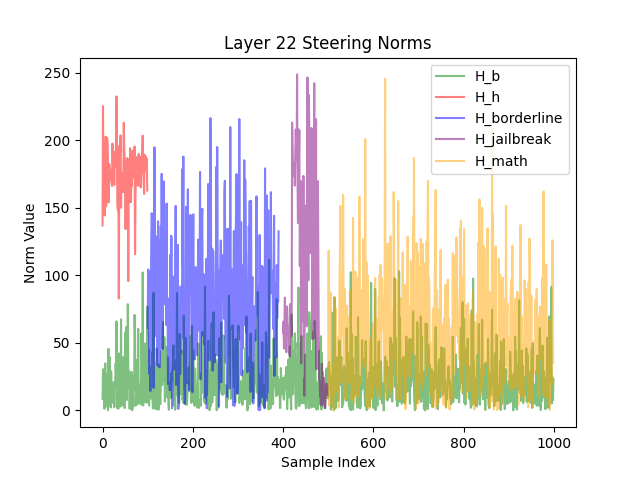 Layer 22 Steering Norms
Norm Value
250
200
150
100
50
0
H_b
H_h
H_borderline
H_jailbreak
H_math
0
200
400
600
800
1000
Sample Index